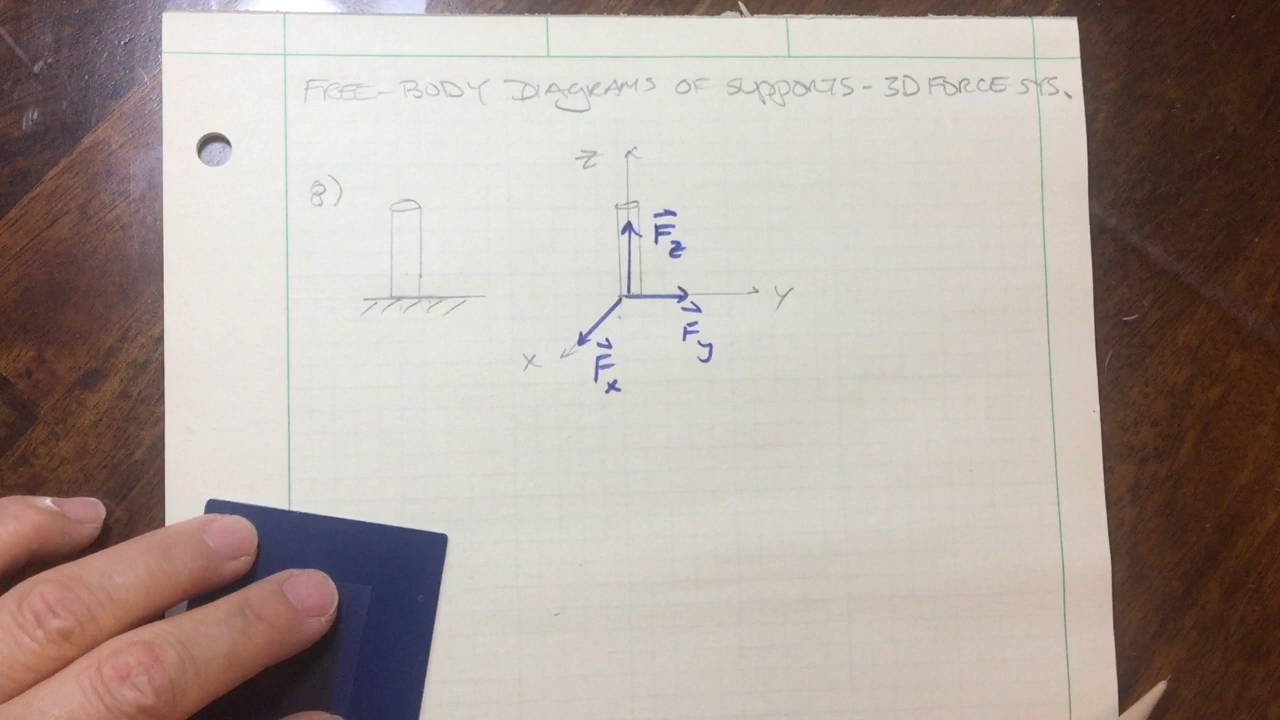 FREE-BODY DIAGRAMS OF SUPPORTS - 3D FORCE SYS.
8)
Z
F⃗z
Y
F⃗y
X
F⃗x